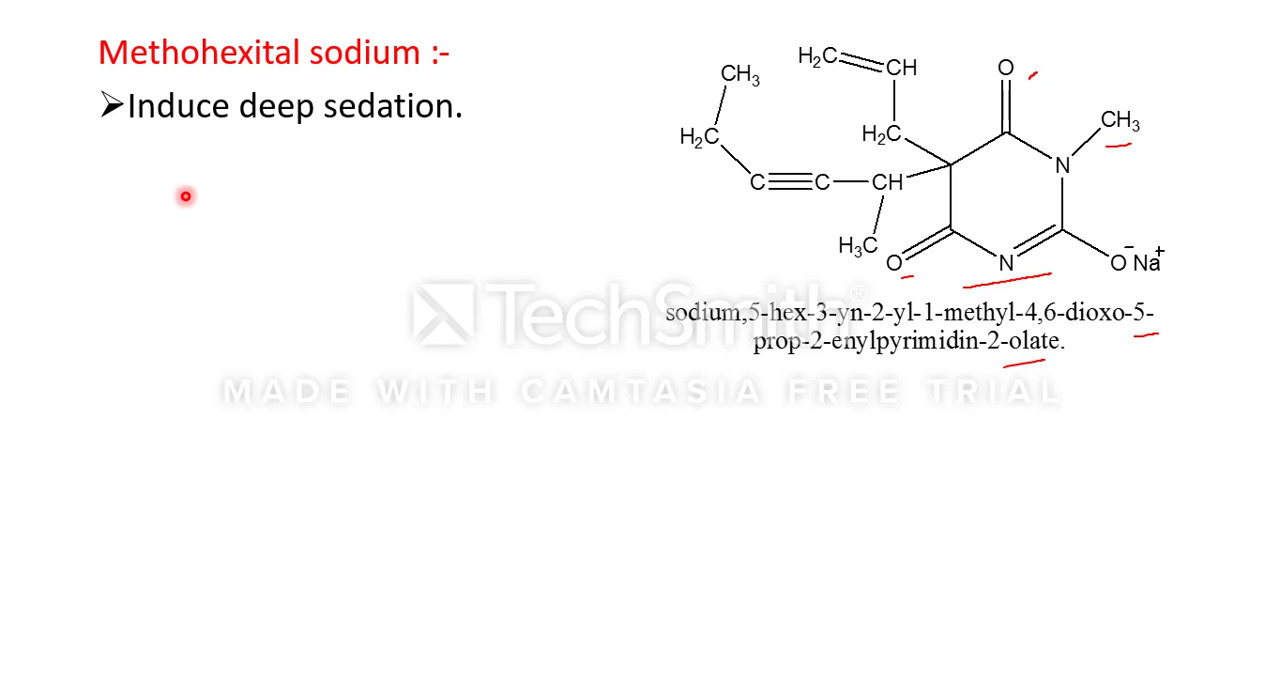 Methohexital sodium :-
➢Induce deep sedation.
H₂C
CH
O
CH₃
CH₃
H₂C
H₂C
N
C
C
CH
H₃C
O
N
O⁻ Na⁺
TechSmith®
sodium,5-hex-3-yn-2-yl-1-methyl-4,6-dioxo-5-
prop-2-enylpyrimidin-2-olate.
MADE WITH CAMTASIA FREE TRIAL